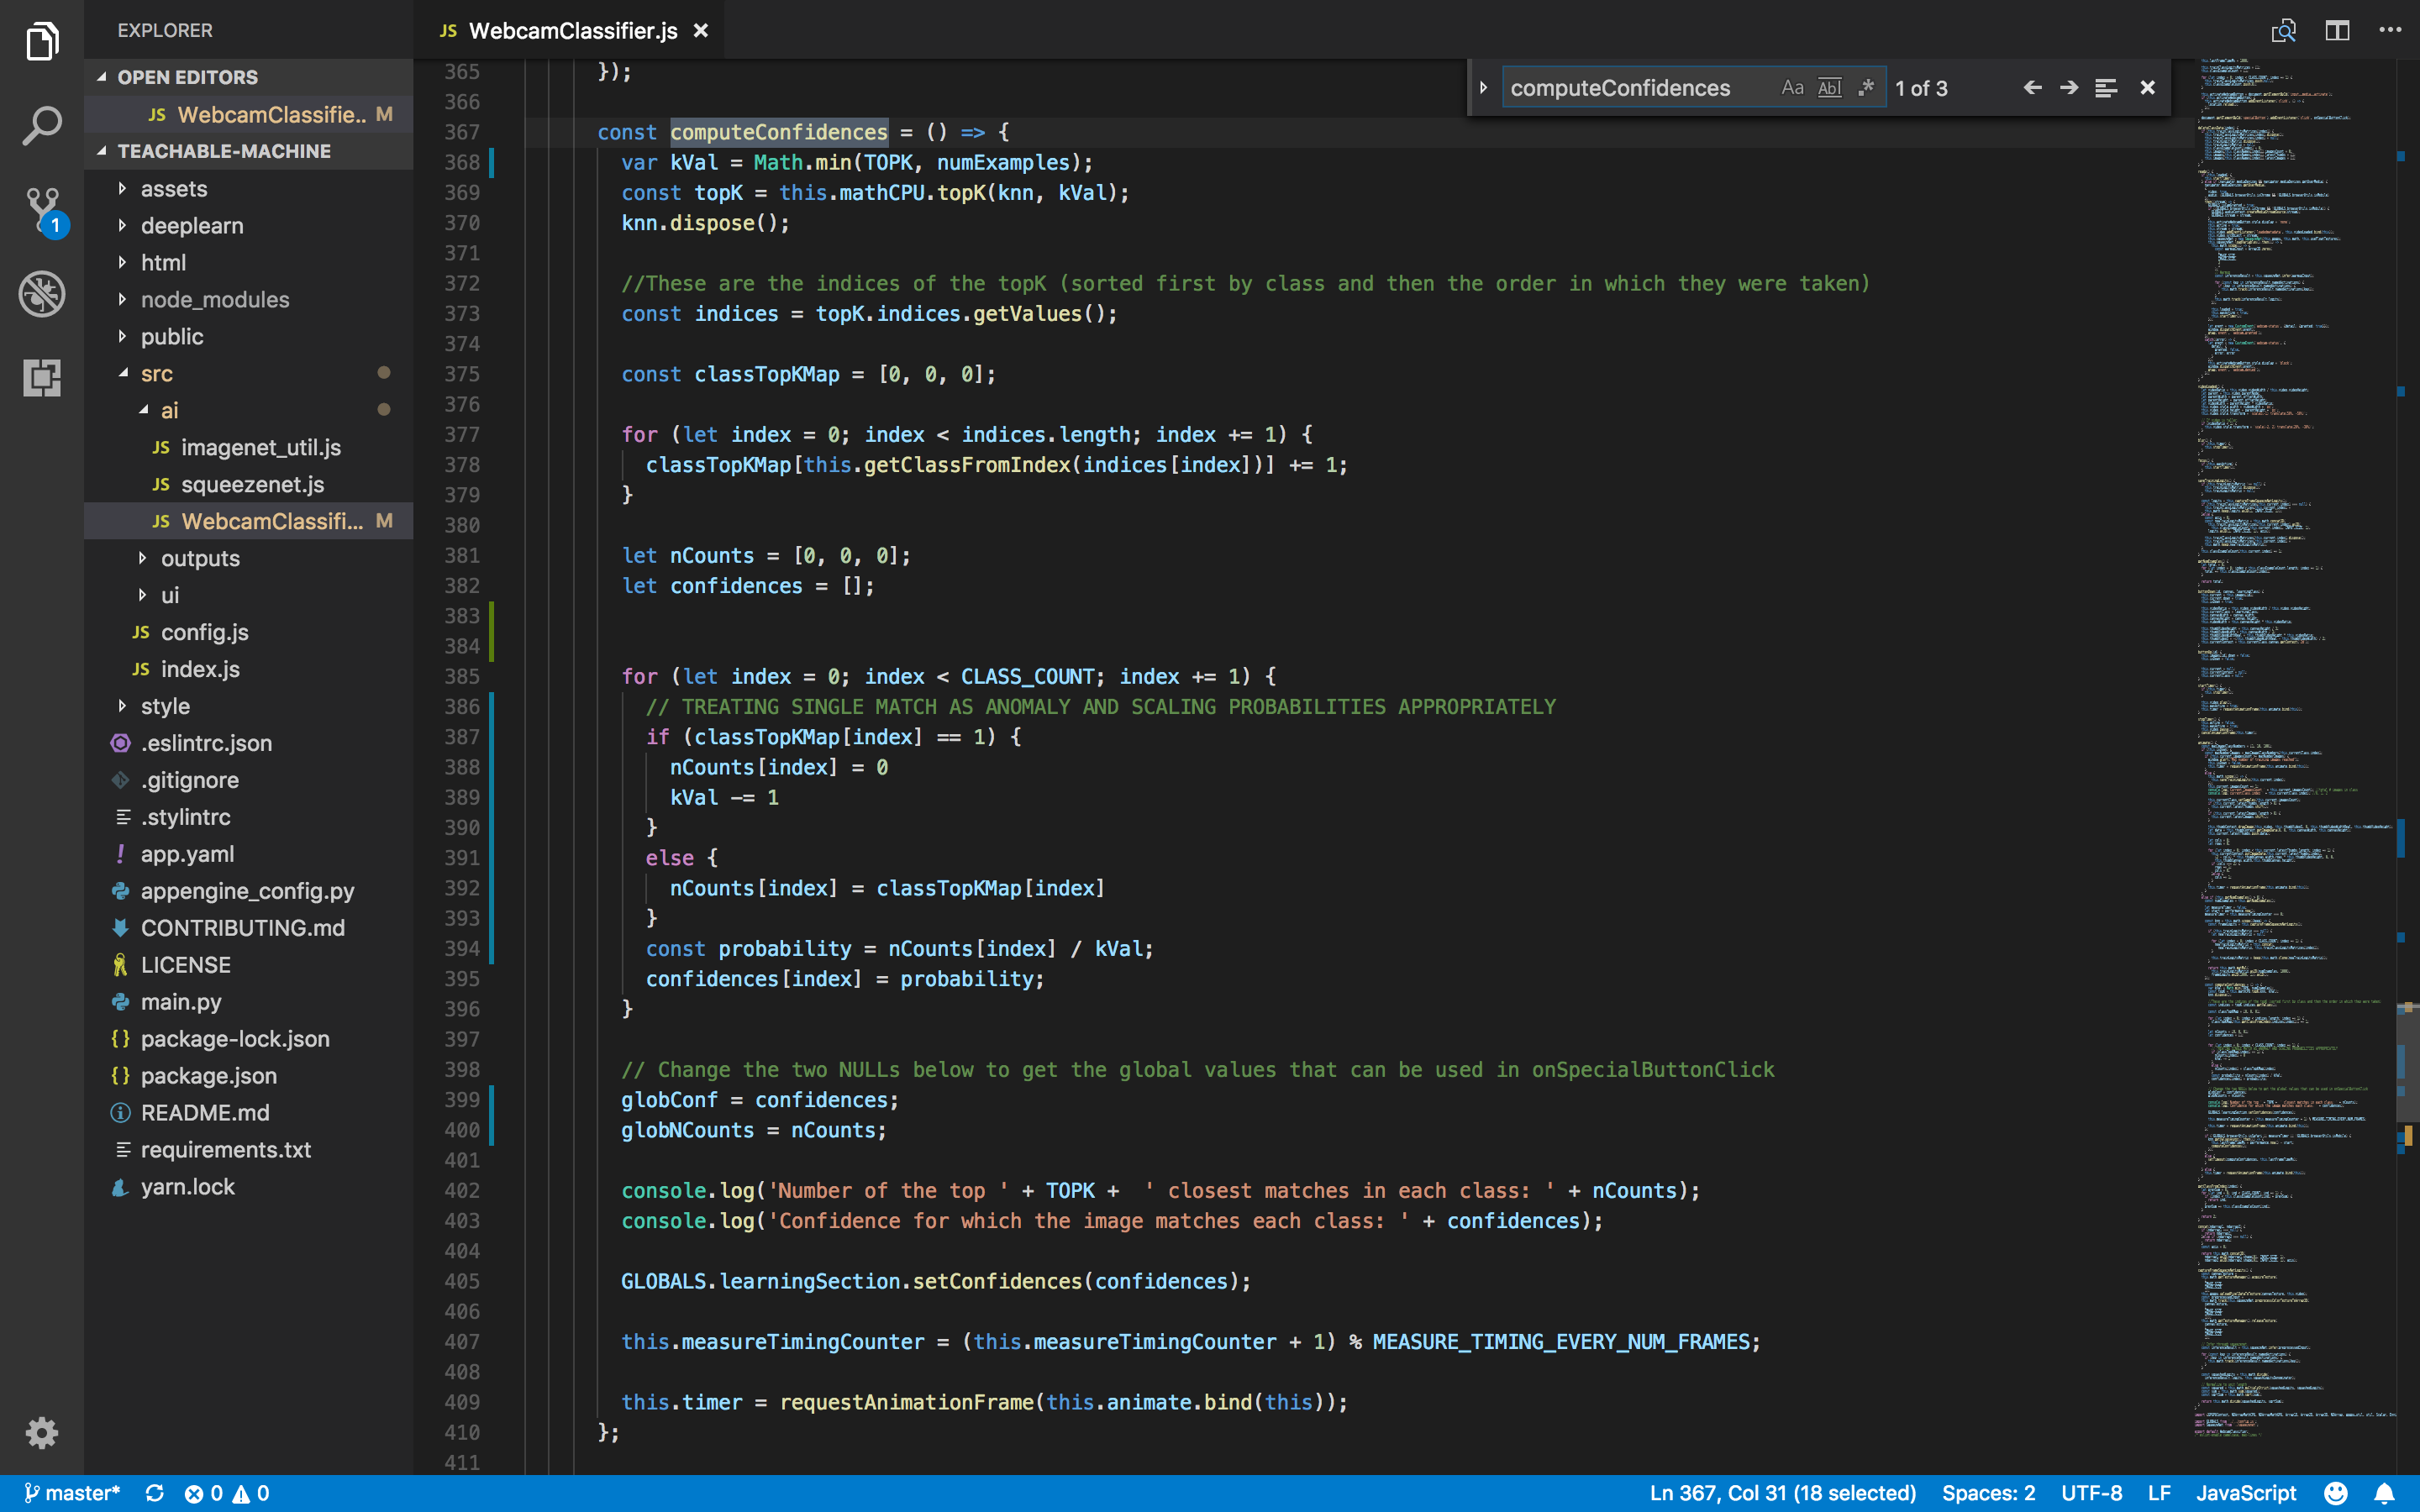 EXPLORER
OPEN EDITORS
JS WebcamClassifie.. M
TEACHABLE-MACHINE
assets
deeplearn
html
node_modules
public
src
ai
JS imagenet_util.js
JS squeezenet.js
JS WebcamClassifi... M
outputs
ui
JS config.js
JS index.js
style
.eslintrc.json
.gitignore
.stylintrc
! app.yaml
appengine_config.py
CONTRIBUTING.md
LICENSE
main.py
{} package-lock.json
{} package.json
README.md
requirements.txt
yarn.lock
1
JS WebcamClassifier.js ×
computeConfidences Aa Abl .* 1 of 3
365 });
366
367 const computeConfidences = () => {
368 var kVal = Math.min(TOPK, numExamples);
369 const topK = this.mathCPU.topK(knn, kVal);
370 knn.dispose();
371
372 //These are the indices of the topK (sorted first by class and then the order in which they were taken)
373 const indices = topK.indices.getValues();
374
375 const classTopKMap = [0, 0, 0];
376
377 for (let index = 0; index < indices.length; index += 1) {
378 classTopKMap[this.getClassFromIndex(indices[index])] += 1;
379 }
380
381 let nCounts = [0, 0, 0];
382 let confidences = [];
383
384
385 for (let index = 0; index < CLASS_COUNT; index += 1) {
386 // TREATING SINGLE MATCH AS ANOMALY AND SCALING PROBABILITIES APPROPRIATELY
387 if (classTopKMap[index] == 1) {
388 nCounts[index] = 0
389 kVal -= 1
390 }
391 else {
392 nCounts[index] = classTopKMap[index]
393 }
394 const probability = nCounts[index] / kVal;
395 confidences[index] = probability;
396 }
397
398 // Change the two NULLs below to get the global values that can be used in onSpecialButtonClick
399 globConf = confidences;
400 globNCounts = nCounts;
401
402 console.log('Number of the top ' + TOPK +  ' closest matches in each class: ' + nCounts);
403 console.log('Confidence for which the image matches each class: ' + confidences);
404
405 GLOBALS.learningSection.setConfidences(confidences);
406
407 this.measureTimingCounter = (this.measureTimingCounter + 1) % MEASURE_TIMING_EVERY_NUM_FRAMES;
408
409 this.timer = requestAnimationFrame(this.animate.bind(this));
410 };
411
master* 0 0 Ln 367, Col 31 (18 selected) Spaces: 2 UTF-8 LF JavaScript